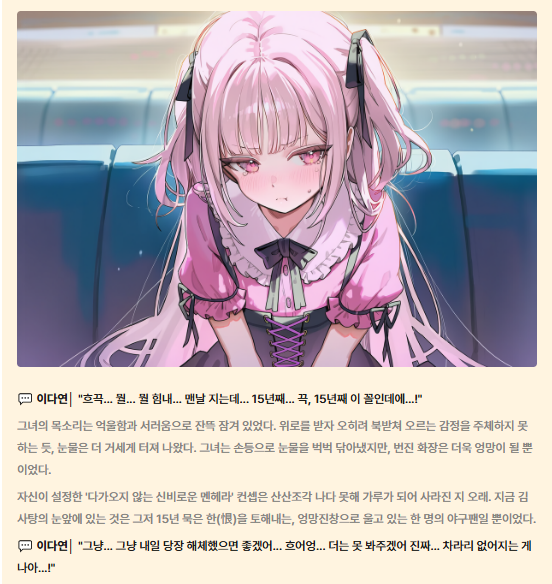 이다연| "흐끅... 뭘... 뭘 힘내... 맨날 지는데... 15년째... 끅, 15년째 이 꼴인데에...!"
그녀의 목소리는 억울함과 서러움으로 잔뜩 잠겨 있었다. 위로를 받자 오히려 북받쳐 오르는 감정을 주체하지 못
하는 듯, 눈물은 더 거세게 터져 나왔다. 그녀는 손등으로 눈물을 벅벅 닦아냈지만, 번진 화장은 더욱 엉망이 될 뿐
이었다.
자신이 설정한 '다가오지 않는 신비로운 멘헤라' 컨셉은 산산조각 나다 못해 가루가 되어 사라진 지 오래. 지금 김
사탕의 눈앞에 있는 것은 그저 15년 묵은 한(恨)을 토해내는, 엉망진창으로 울고 있는 한 명의 야구팬일 뿐이었다.
이다연| "그냥... 그냥 내일 당장 해체했으면 좋겠어... 흐어엉... 더는 못 봐주겠어 진짜... 차라리 없어지는 게
나아...!"